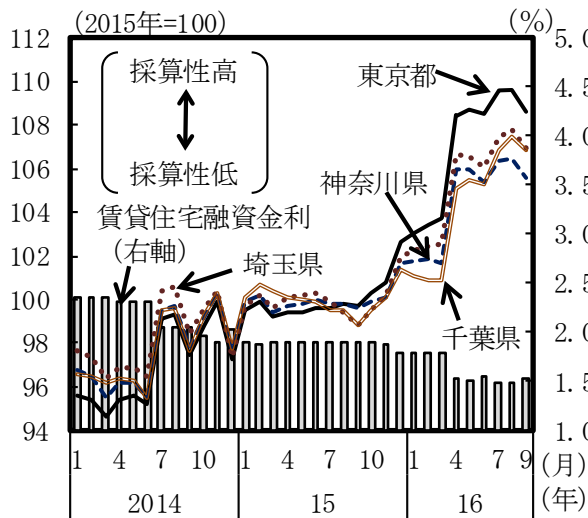 (2015年=100)
(%)
112
110
108
106
104
102
100
98
96
94
5.0
4.5
4.0
3.5
3.0
2.5
2.0
1.5
1.0
採算性高
採算性低
東京都
神奈川県
賃貸住宅融資金利
(右軸)
埼玉県
千葉県
1 4 7 10 1 4 7 10 1 4 7 9 (月)
2014 15 16 (年)